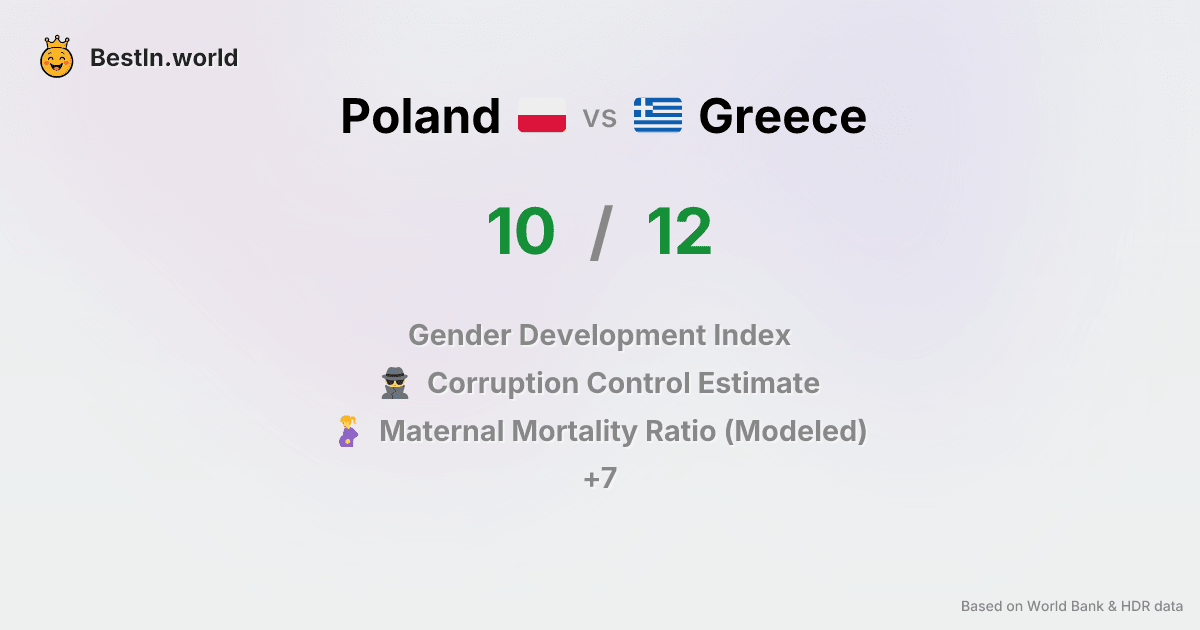 BestIn.world
Poland vs Greece
10 / 12
Gender Development Index
Corruption Control Estimate
Maternal Mortality Ratio (Modeled)
+7
Based on World Bank & HDR data